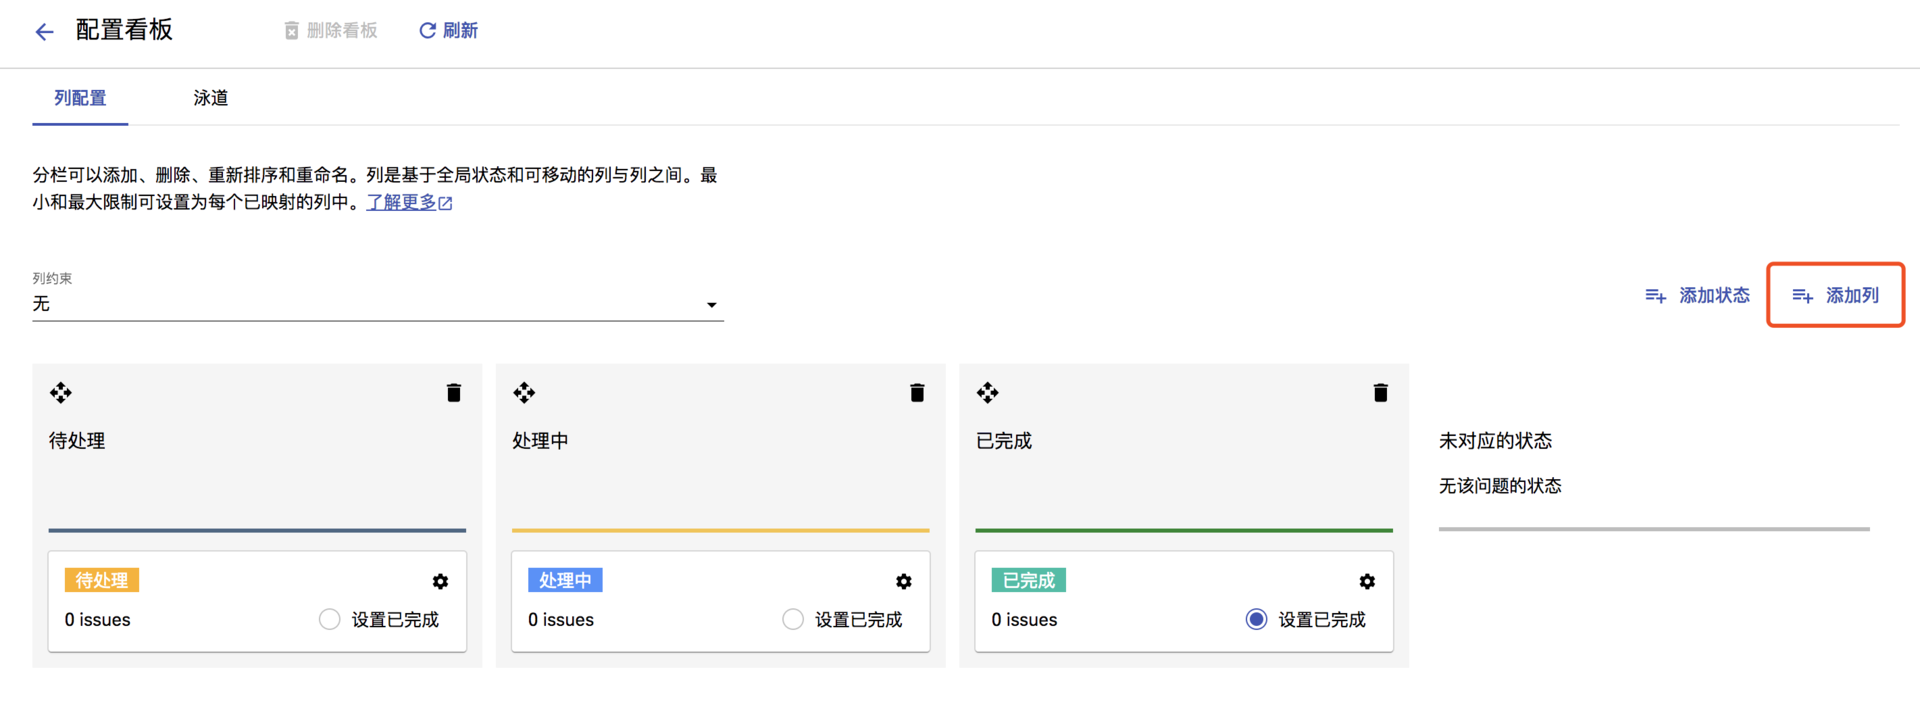 配置看板
删除看板
刷新
列配置
泳道
分栏可以添加、删除、重新排序和重命名。列是基于全局状态和可移动的列与列之间。最
小和最大限制可设置为每个已映射的列中。了解更多
列约束
无
添加状态
添加列
待处理
处理中
已完成
未对应的状态
无该问题的状态
待处理
0 issues
设置已完成
处理中
0 issues
设置已完成
已完成
0 issues
设置已完成